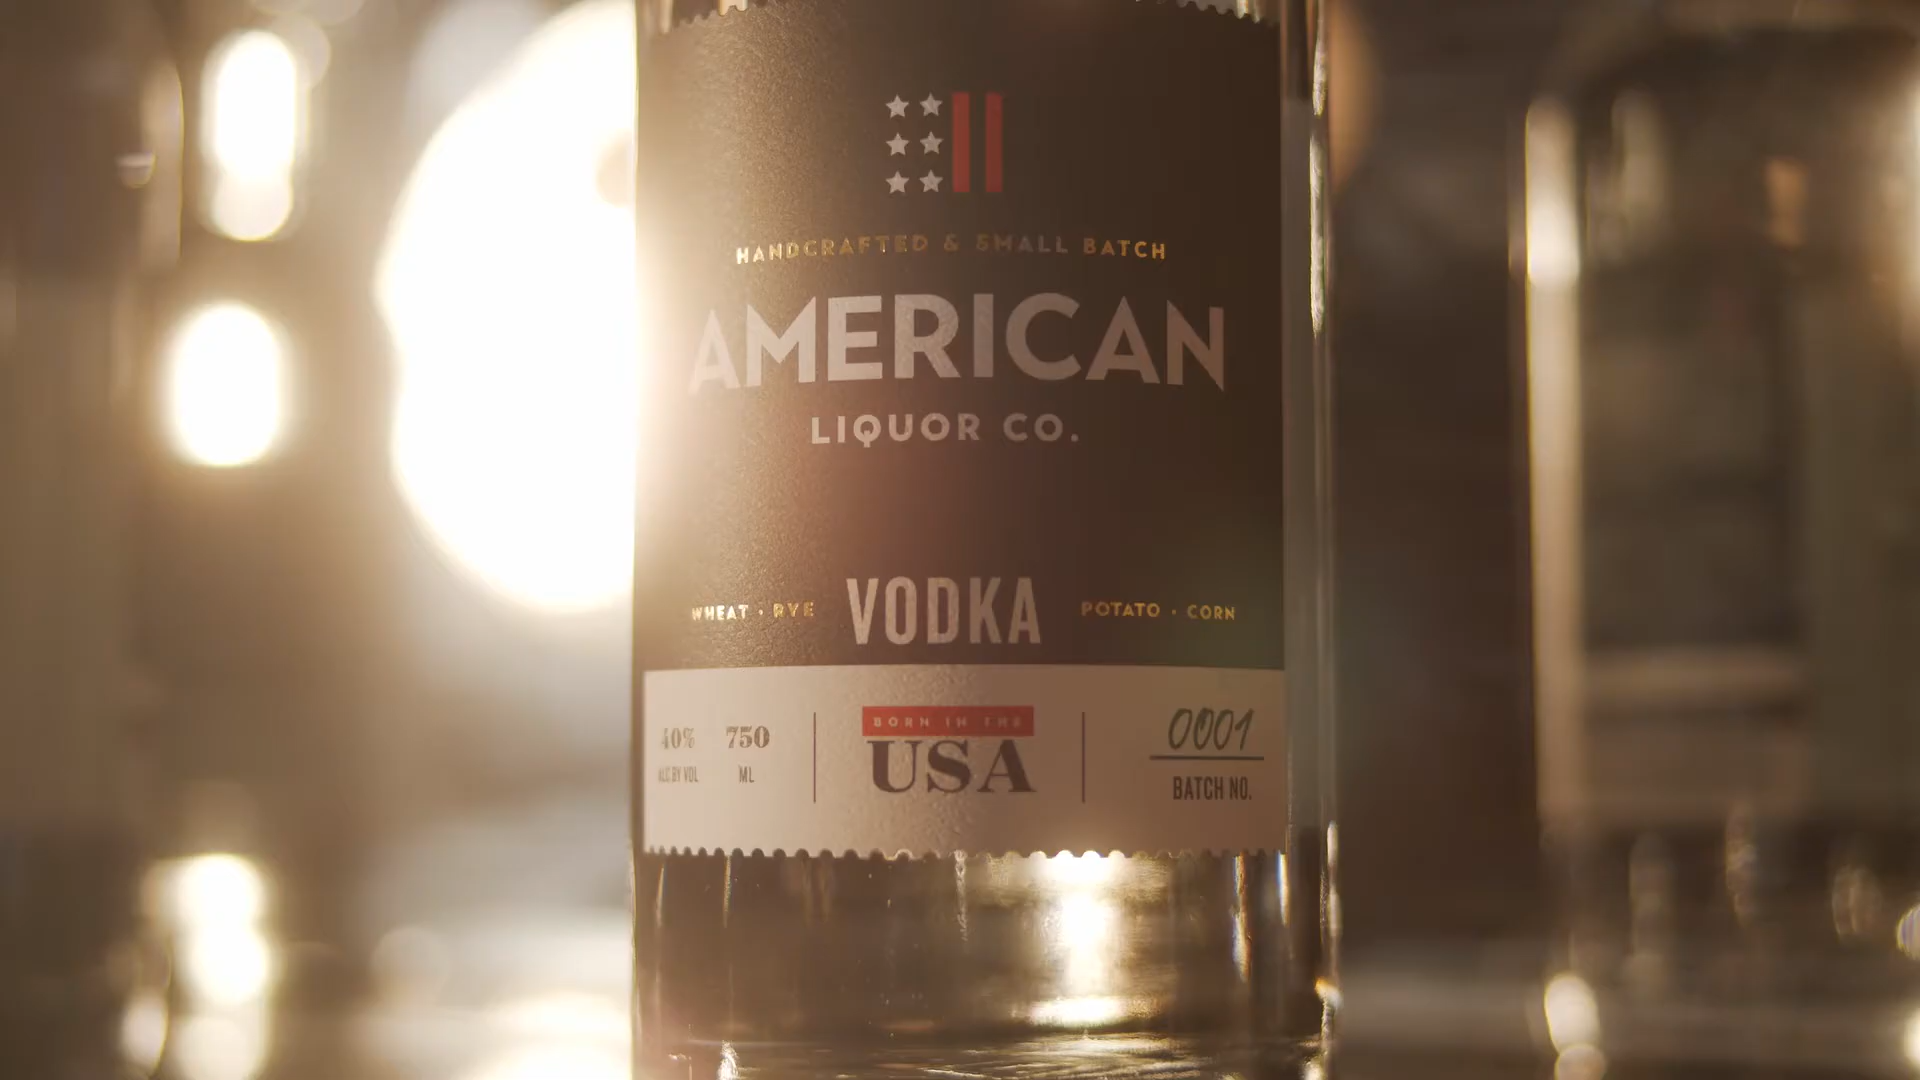 HANDCRAFTED & SMALL BATCH
AMERICAN
LIQUOR CO.
WHEAT · RYE
VODKA
POTATO · CORN
40%
ALC BY VOL
750
ML
BORN IN THE
USA
0001
BATCH NO.